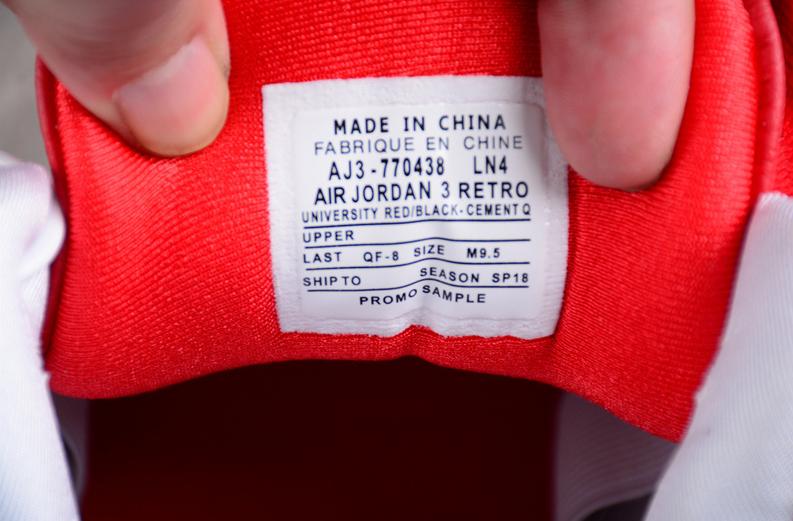 MADE IN CHINA
FABRIQUE EN CHINE
AJ3-770438 LN4
AIR JORDAN 3 RETRO
UNIVERSITY RED/BLACK-CEMENT Q
UPPER
LAST QF-8 SIZE M9.5
SHIP TO SEASON SP18
PROMO SAMPLE